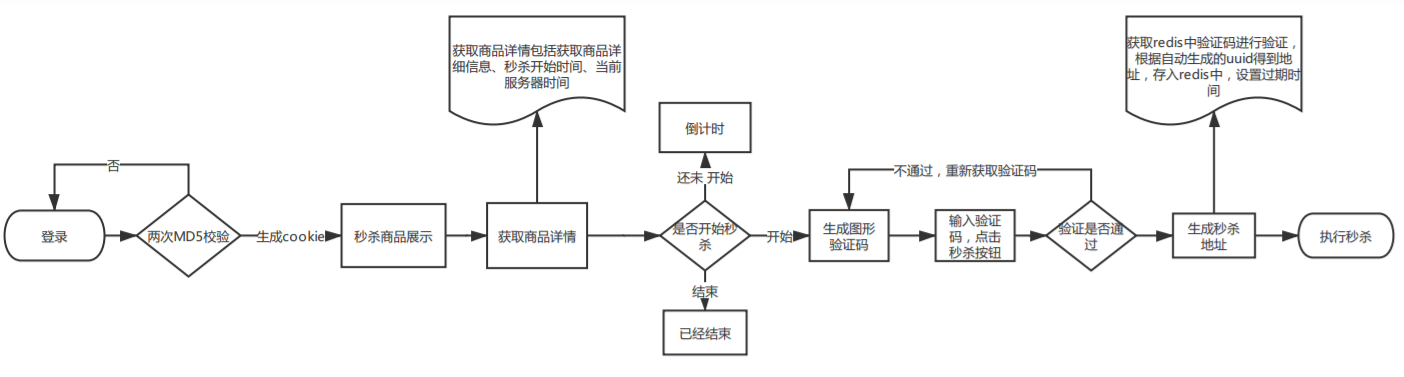 获取商品详情包括获取商品详
细信息、秒杀开始时间、当前
服务器时间
获取redis中验证码进行验证，
根据自动生成的uuid得到地
址，存入redis中，设置过期时
间
倒计时
否
还未 开始
不通过，重新获取验证码
登录
两次MD5校验
生成cookie
秒杀商品展示
获取商品详情
是否开始秒
杀
开始
生成图形
验证码
输入验证
码，点击
秒杀按钮
验证是否通
过
生成秒杀
地址
执行秒杀
结束
已经结束